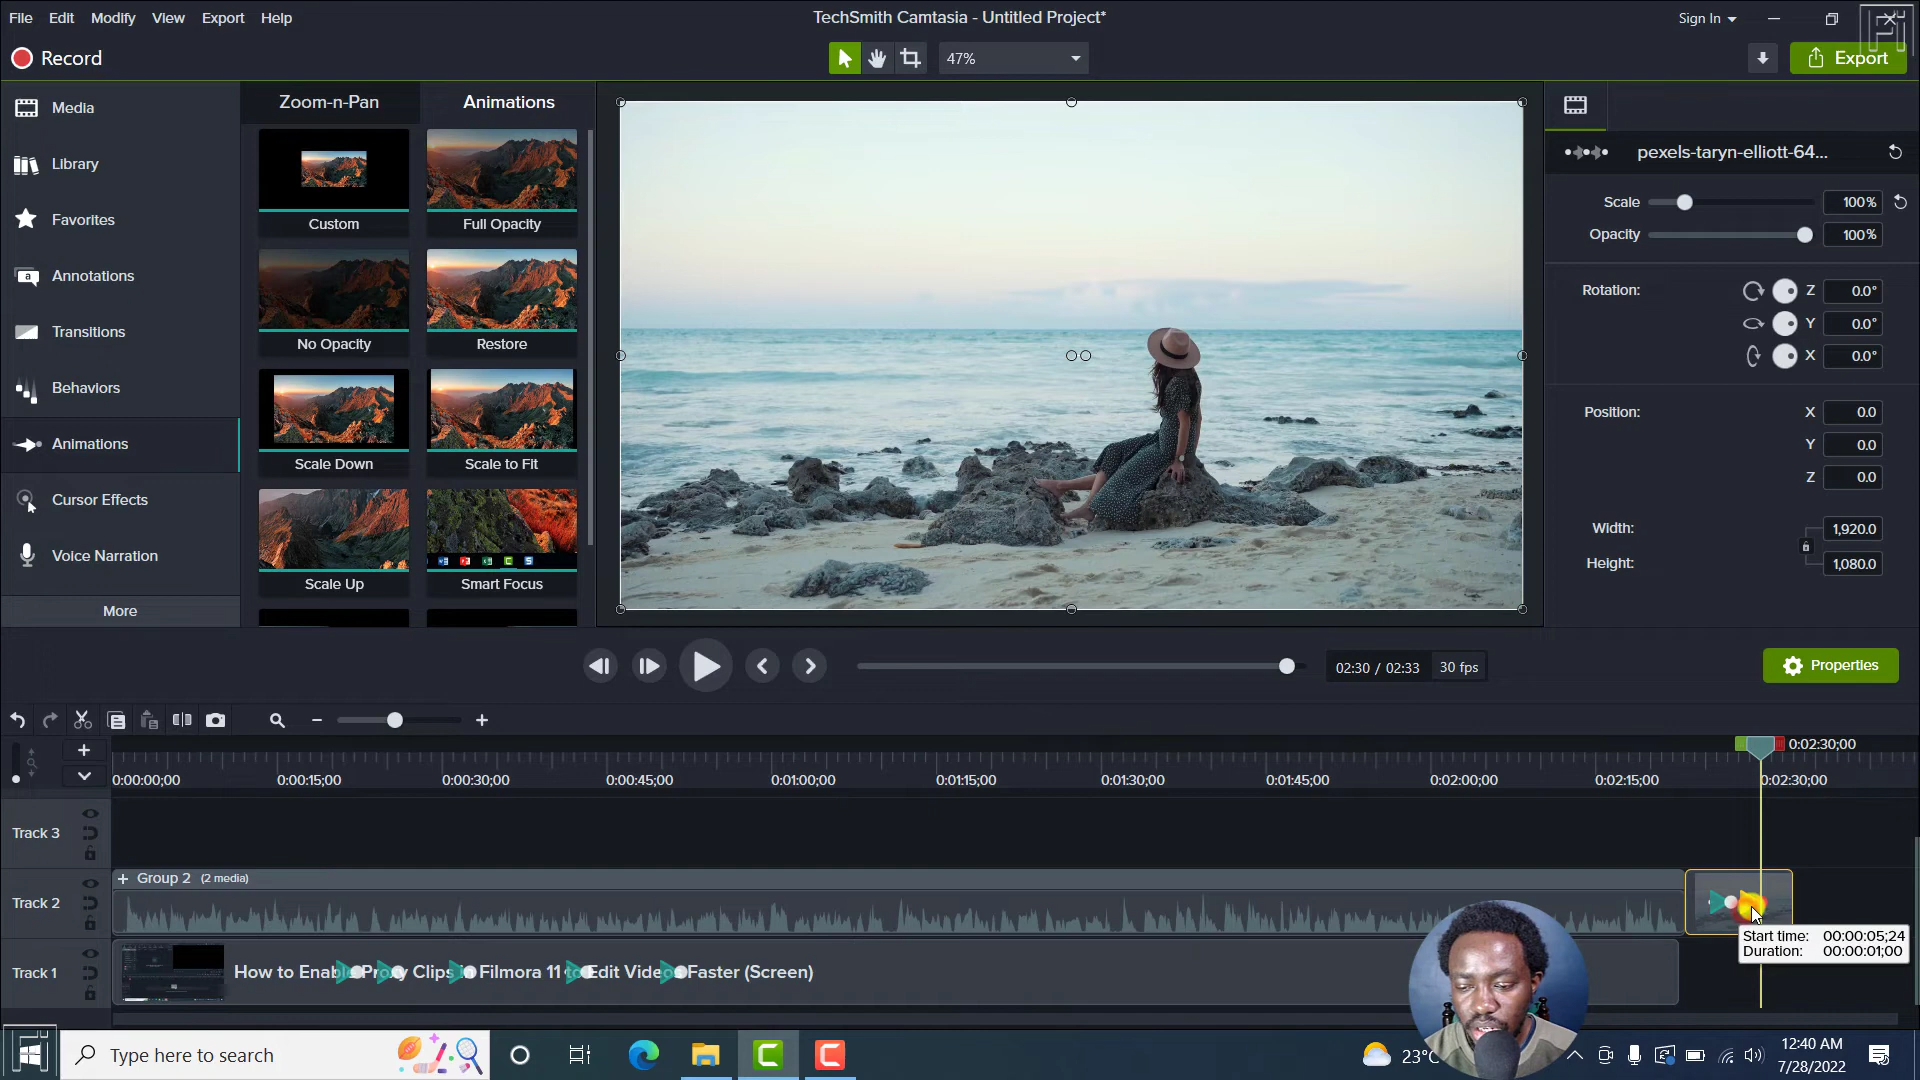 File Edit Modify View Export Help
TechSmith Camtasia - Untitled Project*
Sign In
Record
47%
Export
Media
Library
Favorites
Annotations
Transitions
Behaviors
Animations
Cursor Effects
Voice Narration
More
Zoom-n-Pan Animations
Custom Full Opacity
No Opacity Restore
Scale Down Scale to Fit
Scale Up Smart Focus
pexels-taryn-elliott-64...
Scale 100%
Opacity 100%
Rotation: Z 0.0°
Y 0.0°
X 0.0°
Position: X 0.0
Y 0.0
Z 0.0
Width: 1,920.0
Height: 1,080.0
02:30 / 02:33 30 fps
Properties
0:02:30;00
0:00:00;00 0:00:15;00 0:00:30;00 0:00:45;00 0:01:00;00 0:01:15;00 0:01:30;00 0:01:45;00 0:02:00;00 0:02:15;00 0:02:30;00
Track 3
Group 2 (2 media)
Track 2
Start time: 00:00:05;24
Duration: 00:00:01;00
Track 1
How to Enable Proxy Clips in Filmora 11 to Edit Videos Faster (Screen)
Type here to search
23°C
12:40 AM
7/28/2022